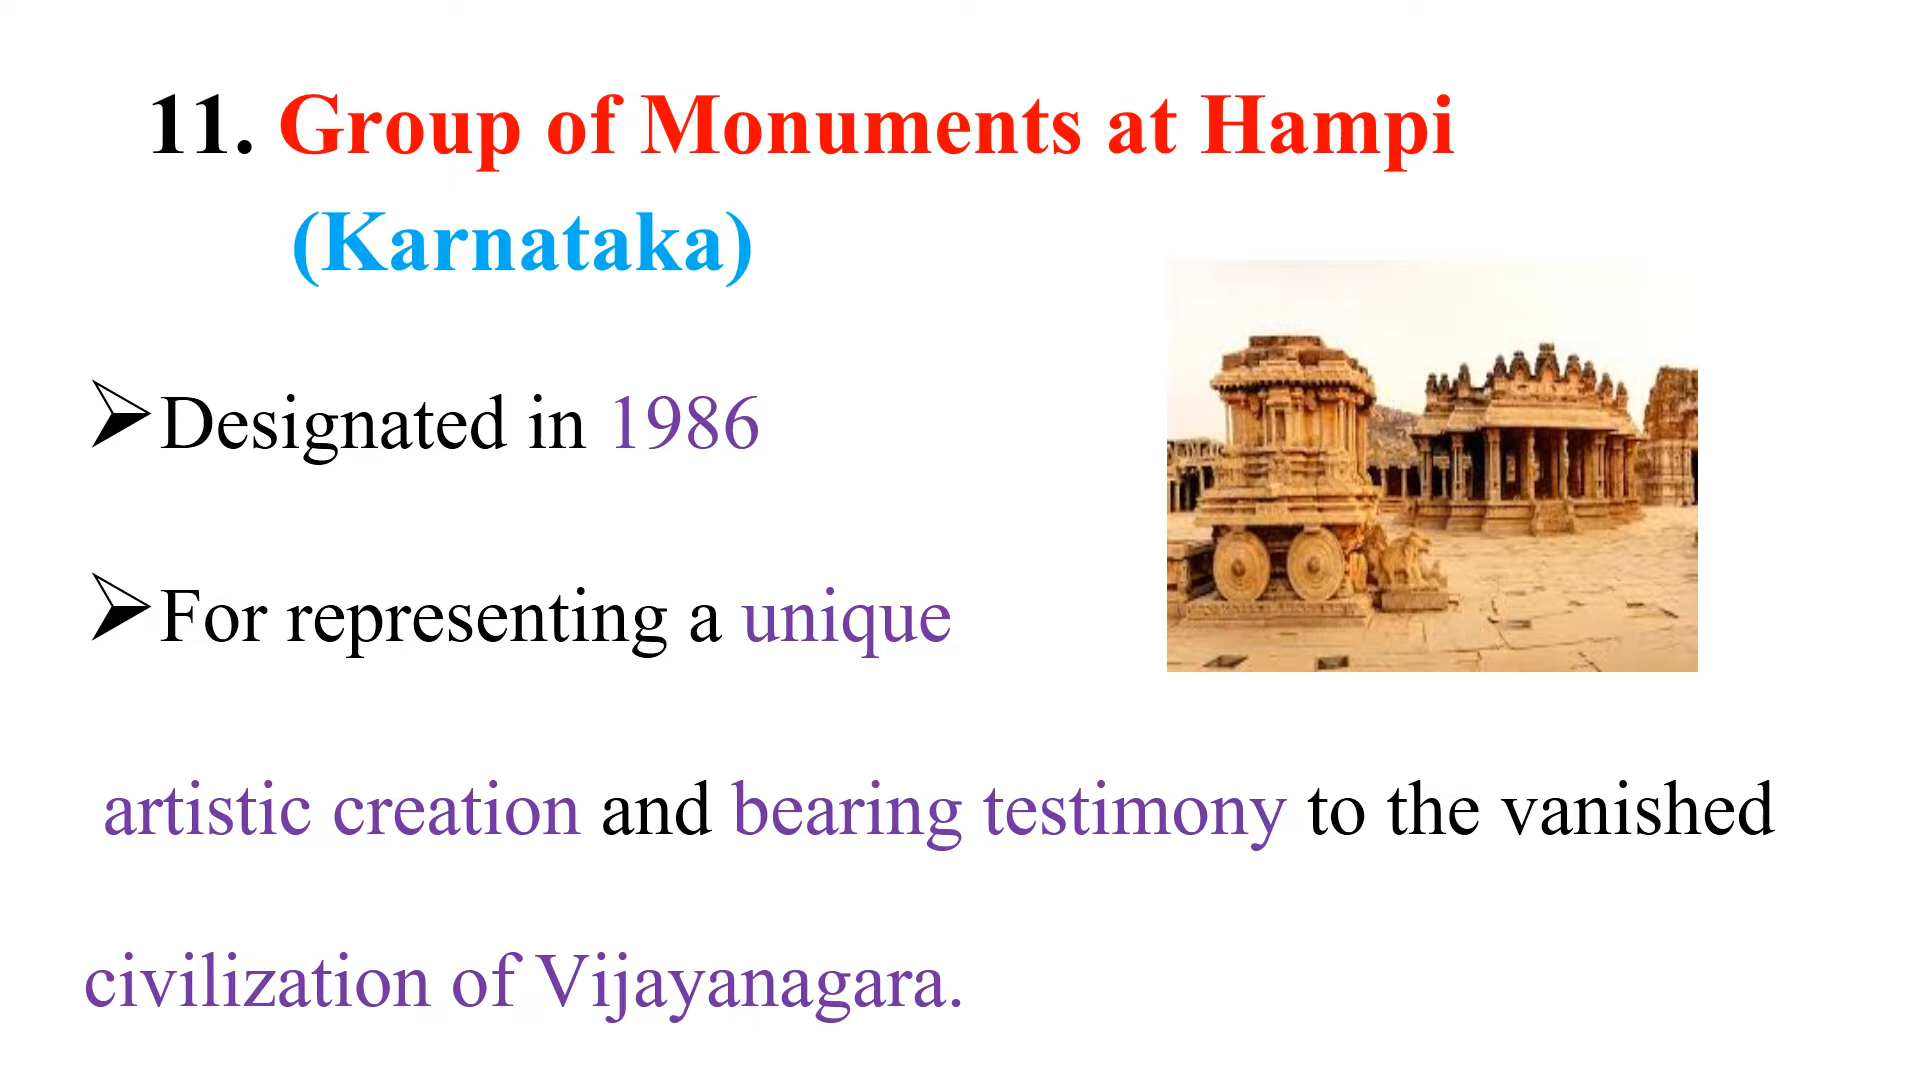 11. Group of Monuments at Hampi
(Karnataka)
➢Designated in 1986
➢For representing a unique
artistic creation and bearing testimony to the vanished
civilization of Vijayanagara.